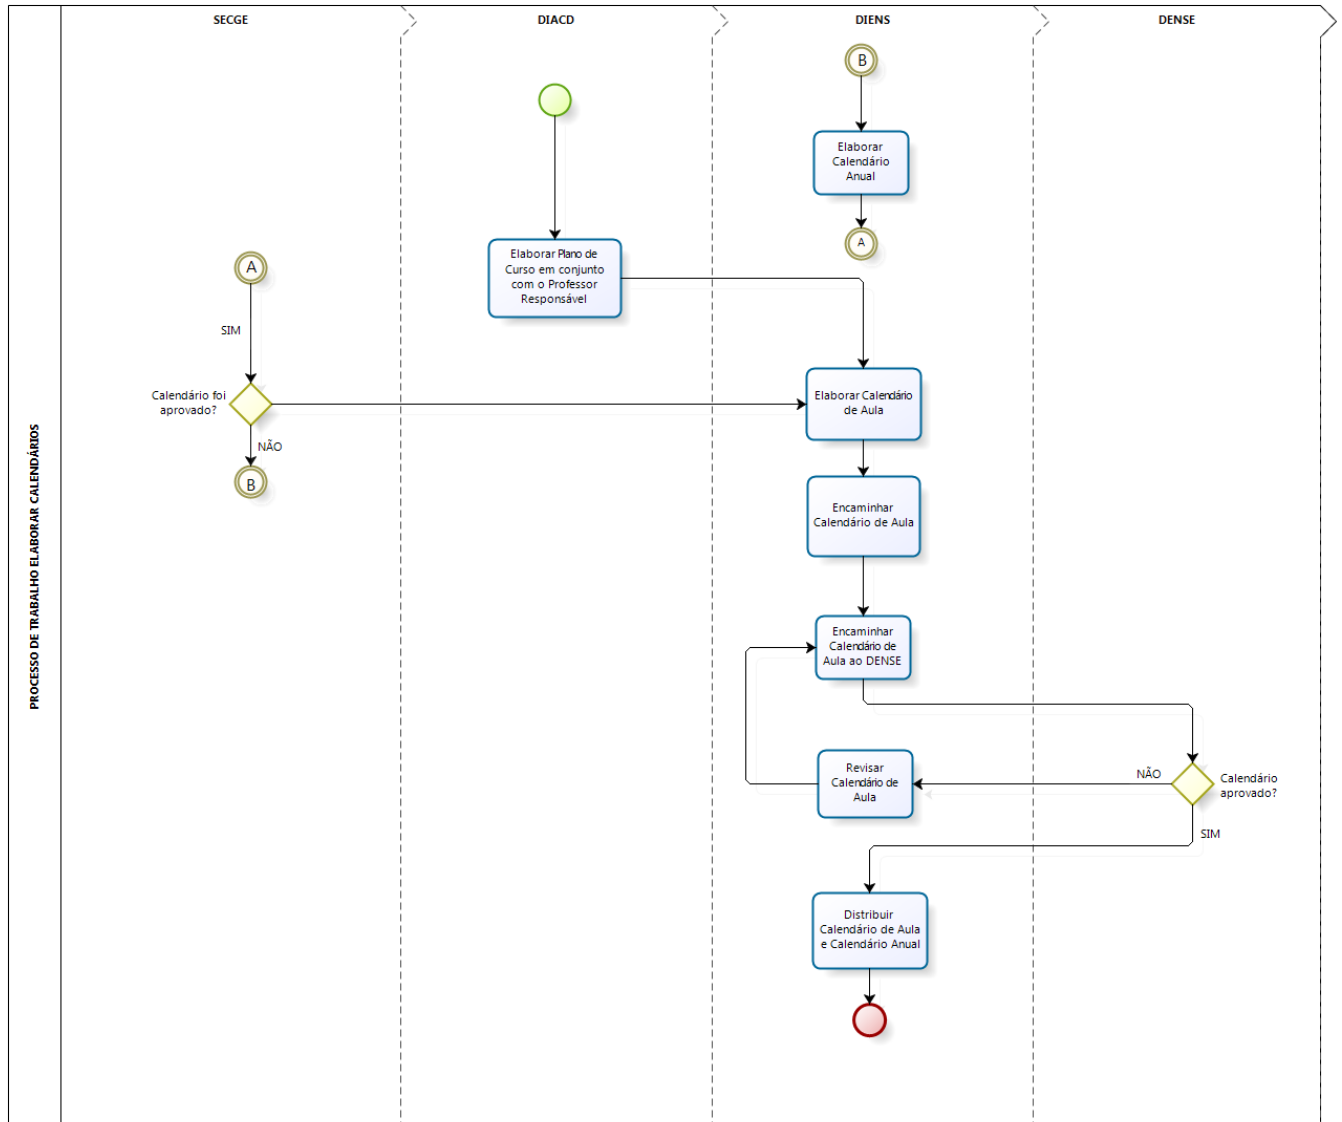 PROCESSO DE TRABALHO ELABORAR CALENDÁRIOS
SECGE
DIACD
DIENS
DENSE
B
Elaborar
Calendário
Anual
A
Elaborar Plano de
Curso em conjunto
com o Professor
Responsável
A
SIM
Calendário foi
aprovado?
NÃO
B
Elaborar Calendário
de Aula
Encaminhar
Calendário de Aula
Encaminhar
Calendário de
Aula ao DENSE
Revisar
Calendário de
Aula
NÃO
Calendário
aprovado?
SIM
Distribuir
Calendário de Aula
e Calendário Anual